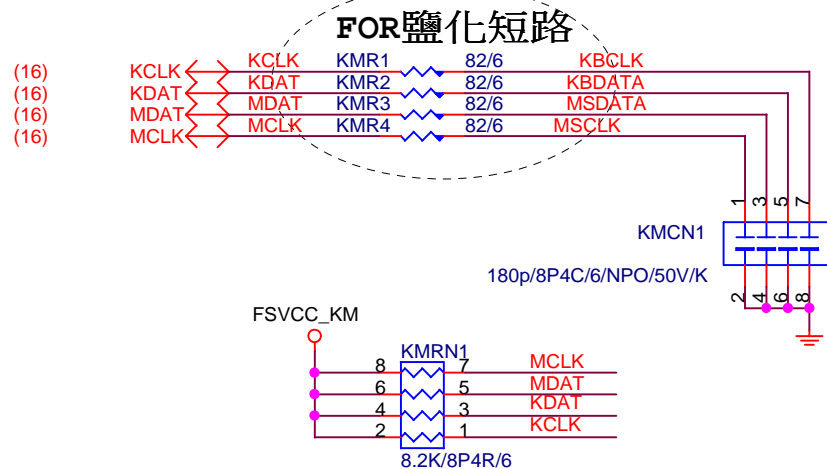 FOR鹽化短路
(16) KCLK KCLK KMR1 82/6 KBCLK
(16) KDAT KDAT KMR2 82/6 KBDATA
(16) MDAT MDAT KMR3 82/6 MSDATA
(16) MCLK MCLK KMR4 82/6 MSCLK
1 3 5 7
KMCN1
180p/8P4C/6/NPO/50V/K
2 4 6 8
FSVCC_KM
KMRN1
8 7 MCLK
6 5 MDAT
4 3 KDAT
2 1 KCLK
8.2K/8P4R/6